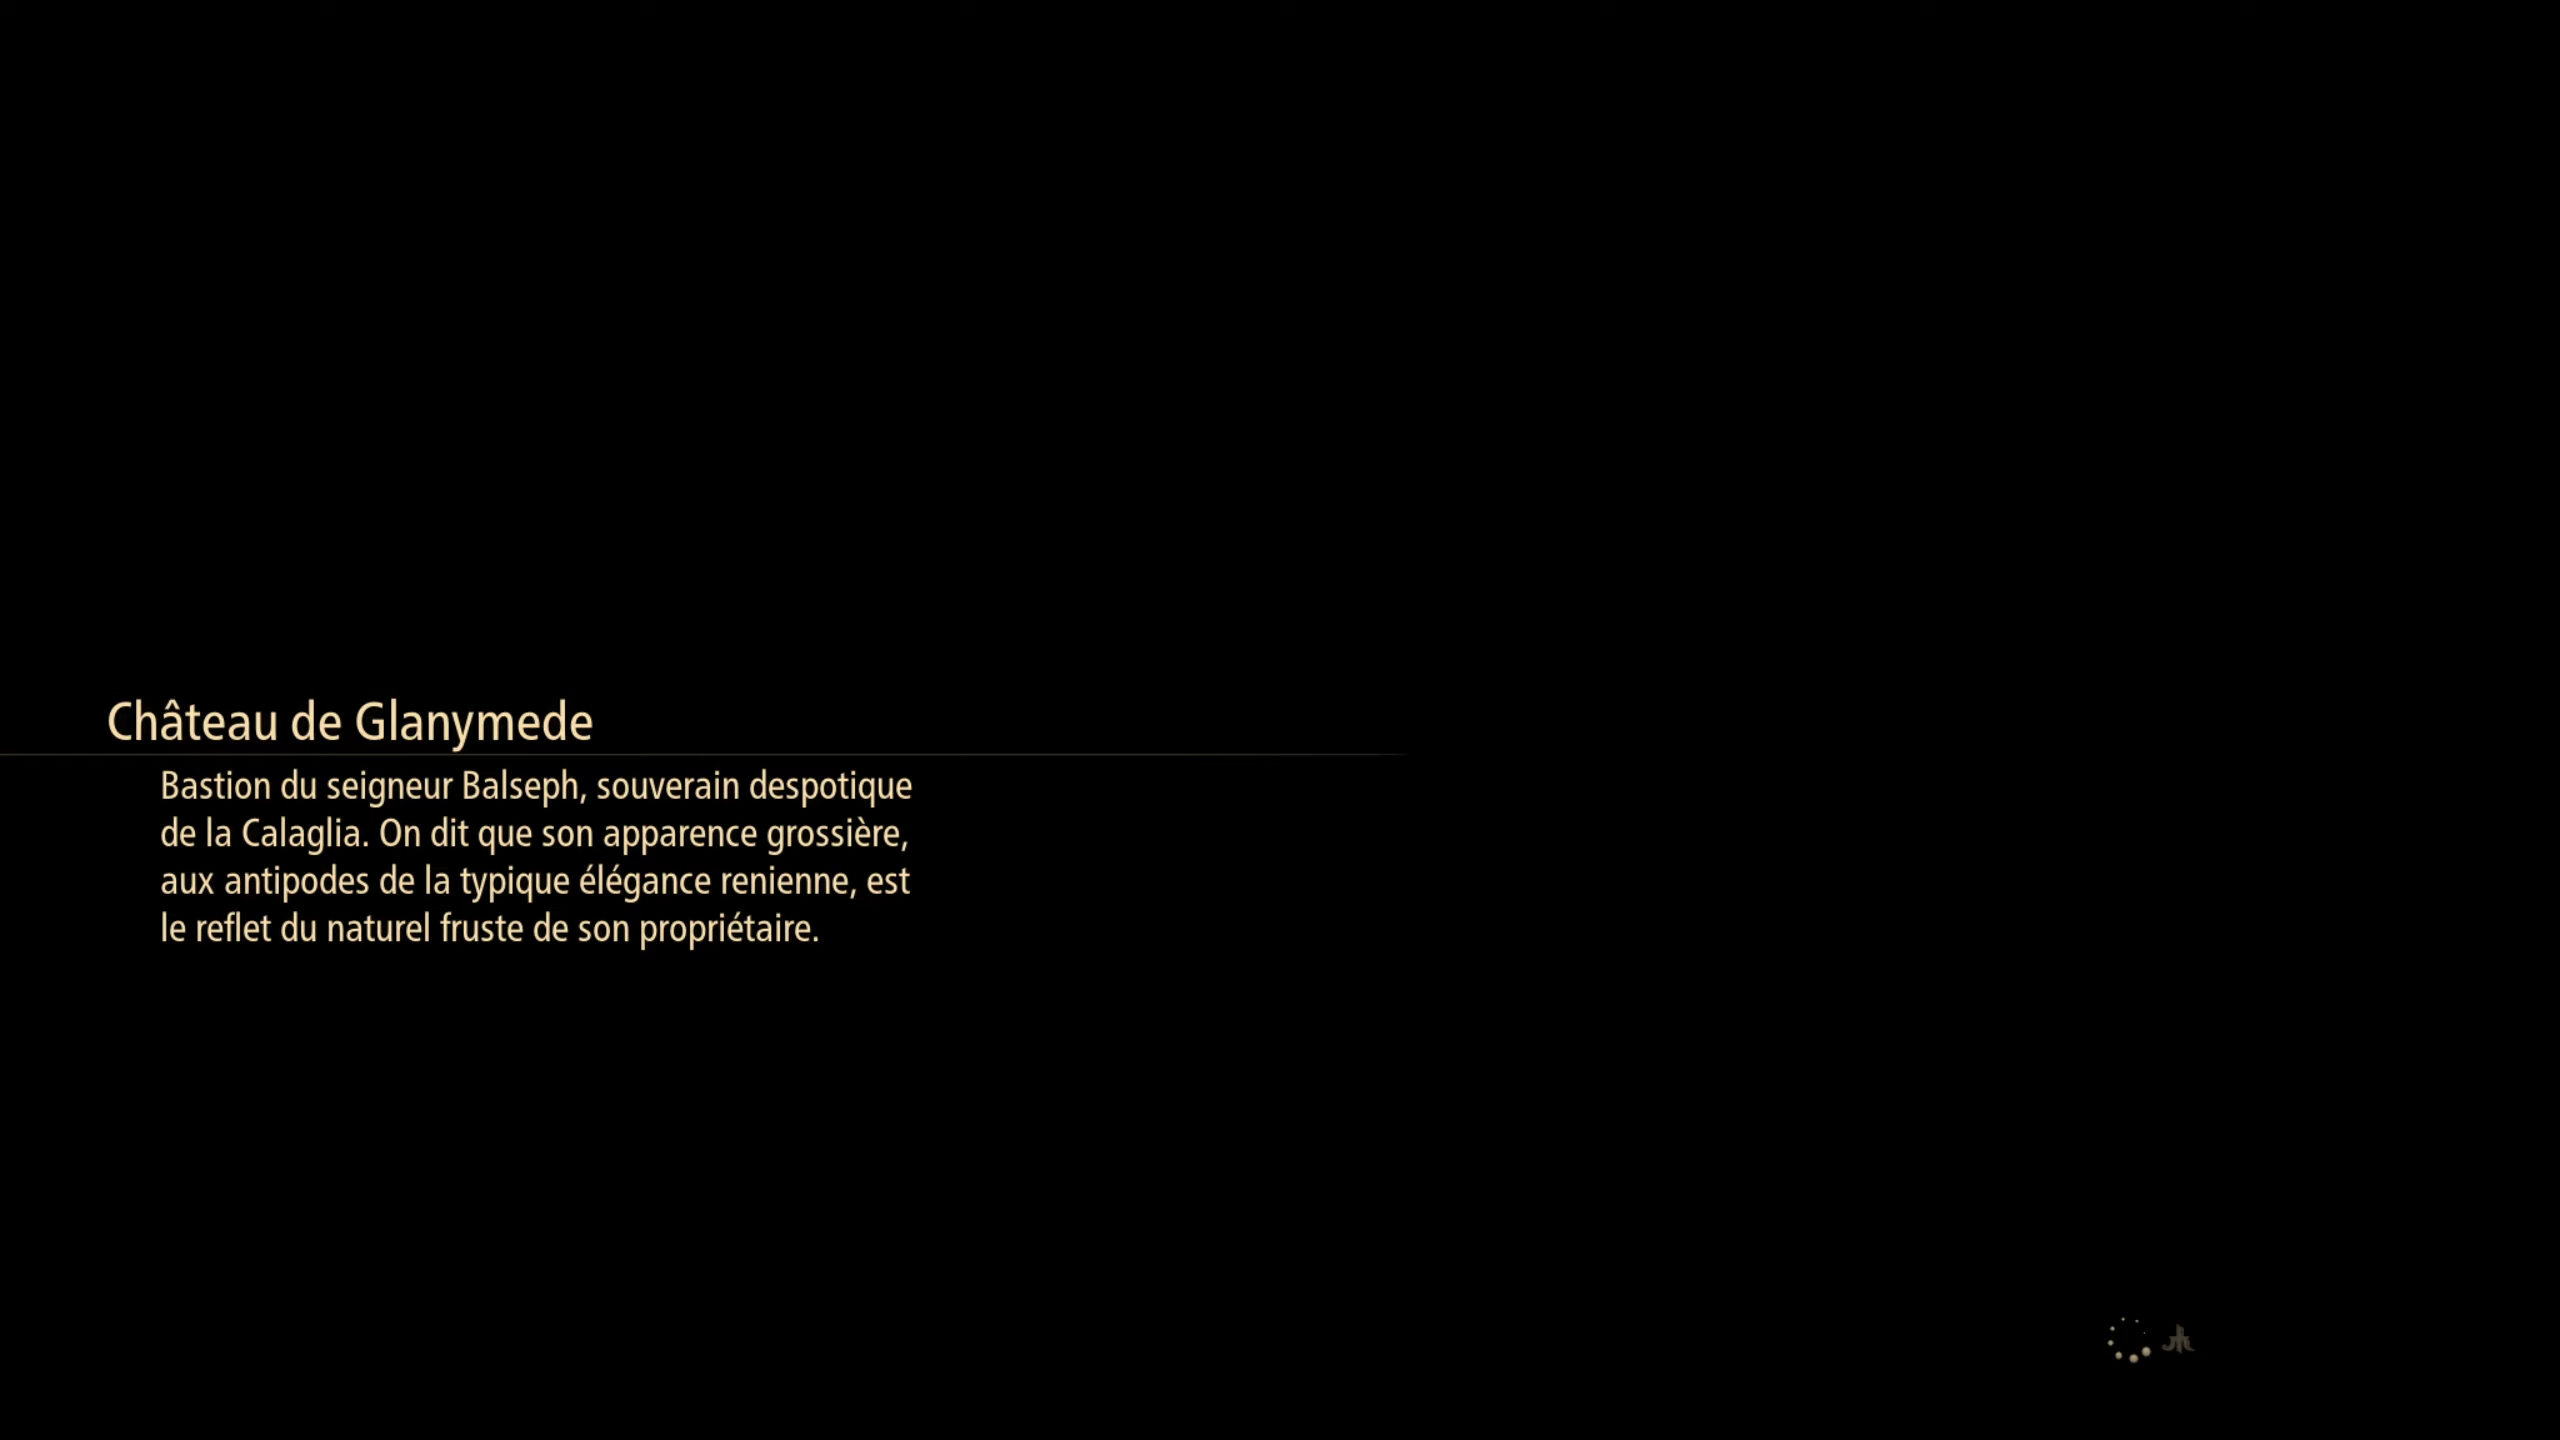 Château de Glanymede
Bastion du seigneur Balseph, souverain despotique
de la Calaglia. On dit que son apparence grossière,
aux antipodes de la typique élégance renienne, est
le reflet du naturel fruste de son propriétaire.